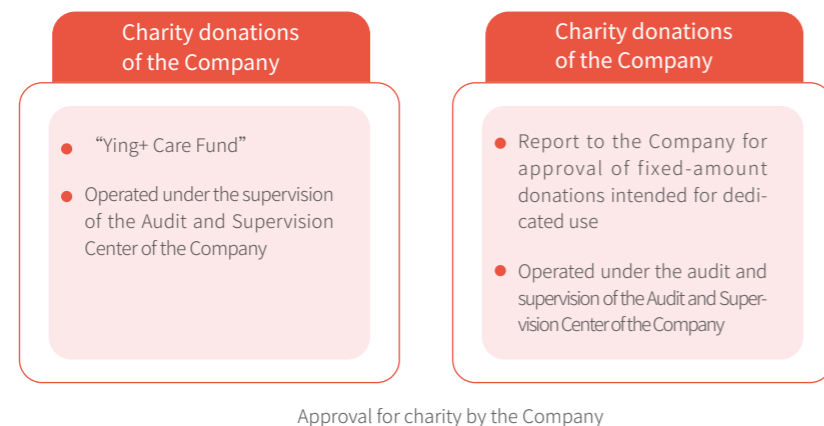 Charity donations
of the Company
“Ying+ Care Fund”
Operated under the supervision
of the Audit and Supervision
Center of the Company
Charity donations
of the Company
Report to the Company for
approval of fixed-amount
donations intended for dedi-
cated use
Operated under the audit and
supervision of the Audit and Super-
vision Center of the Company
Approval for charity by the Company